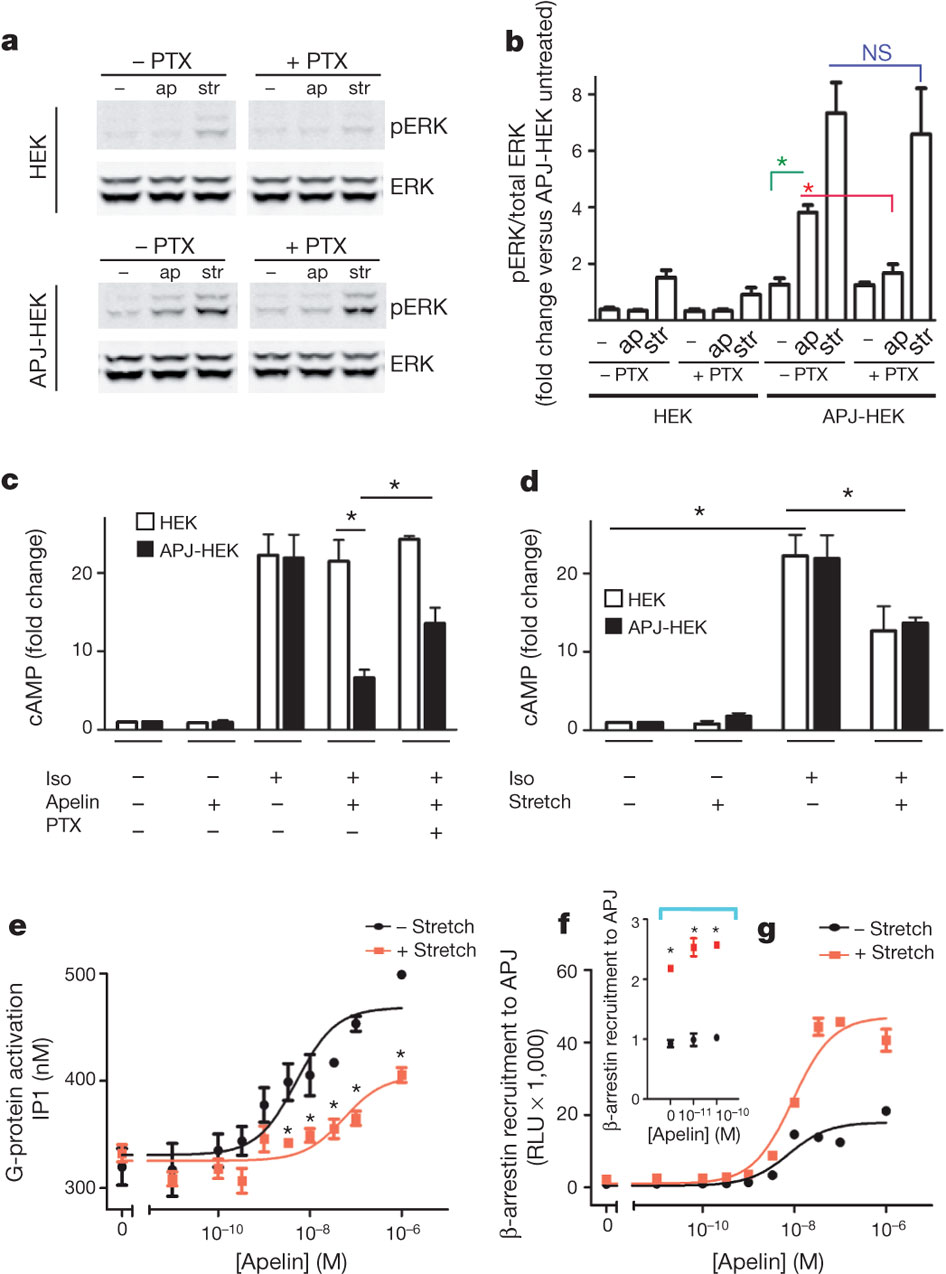 a
– PTX
+ PTX
– ap str
– ap str
HEK
pERK
ERK
– PTX
+ PTX
– ap str
– ap str
APJ-HEK
pERK
ERK
b
pERK/total ERK
(fold change versus APJ-HEK untreated)
8
6
4
2
NS
*
*
– ap str – ap str – ap str – ap str
– PTX + PTX – PTX + PTX
HEK APJ-HEK
c
cAMP (fold change)
20
10
0
HEK
APJ-HEK
*
*
Iso – – + + +
Apelin – + – + +
PTX – – – – +
d
cAMP (fold change)
20
10
0
HEK
APJ-HEK
*
*
Iso – – + +
Stretch – + – +
e
G-protein activation
IP1 (nM)
500
400
300
– Stretch
+ Stretch
* * * * *
0 10⁻¹⁰ 10⁻⁸ 10⁻⁶
[Apelin] (M)
f
β-arrestin recruitment to APJ
(RLU × 1,000)
60
40
20
0
0 10⁻¹⁰ 10⁻⁸ 10⁻⁶
[Apelin] (M)
β-arrestin recruitment to APJ
3
2
1
0
* * *
0 10⁻¹¹ 10⁻¹⁰
[Apelin] (M)
g
– Stretch
+ Stretch